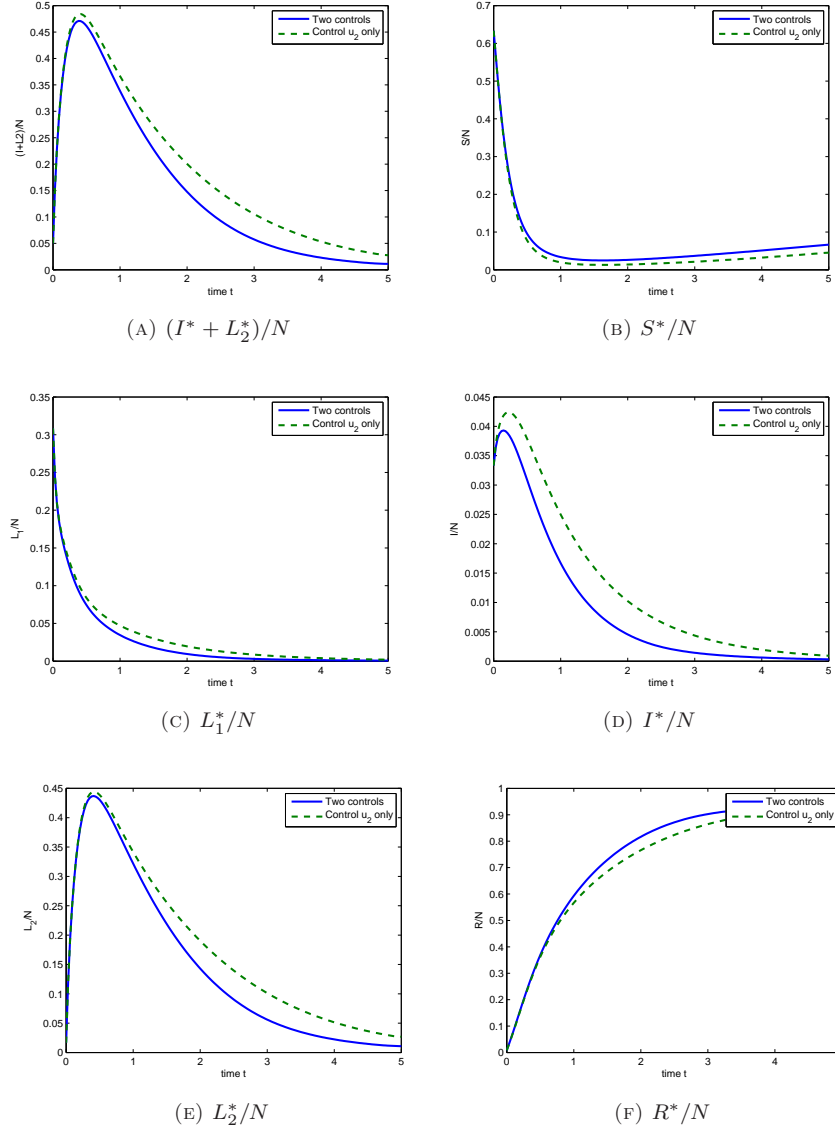 0.5
0.45
0.4
0.35
0.3
0.25
0.2
0.15
0.1
0.05
0
(I+L2)/N
0 1 2 3 4 5
time t
Two controls
Control u₂ only
(A) (I* + L₂*)/N
0.7
0.6
0.5
0.4
0.3
0.2
0.1
0
S/N
0 1 2 3 4 5
time t
Two controls
Control u₂ only
(B) S*/N
0.35
0.3
0.25
0.2
0.15
0.1
0.05
0
L₁/N
0 1 2 3 4 5
time t
Two controls
Control u₂ only
(C) L₁*/N
0.045
0.04
0.035
0.03
0.025
0.02
0.015
0.01
0.005
0
I/N
0 1 2 3 4 5
time t
Two controls
Control u₂ only
(D) I*/N
0.45
0.4
0.35
0.3
0.25
0.2
0.15
0.1
0.05
0
L₂/N
0 1 2 3 4 5
time t
Two controls
Control u₂ only
(E) L₂*/N
1
0.9
0.8
0.7
0.6
0.5
0.4
0.3
0.2
0.1
0
R/N
0 1 2 3 4
time t
Two controls
Control u₂ only
(F) R*/N